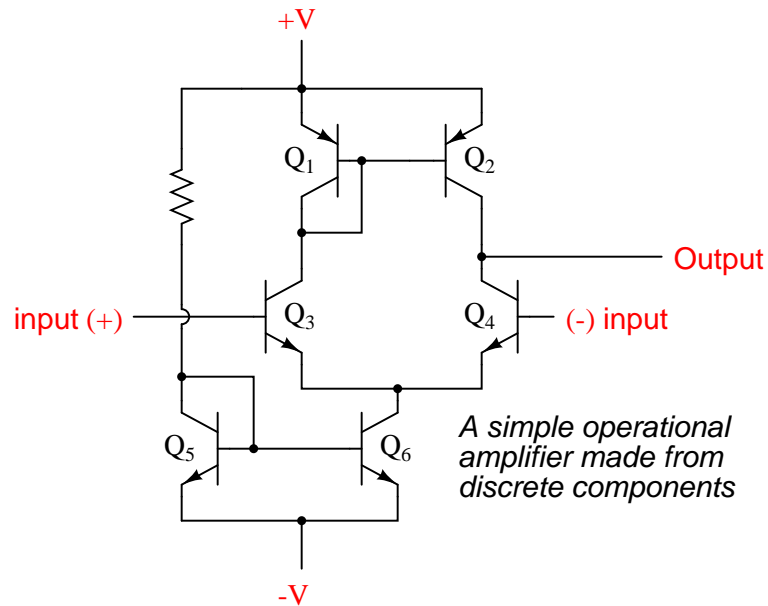 +V
Q1
Q2
Output
input (+)
Q3
Q4
(-) input
Q5
Q6
A simple operational
amplifier made from
discrete components
-V